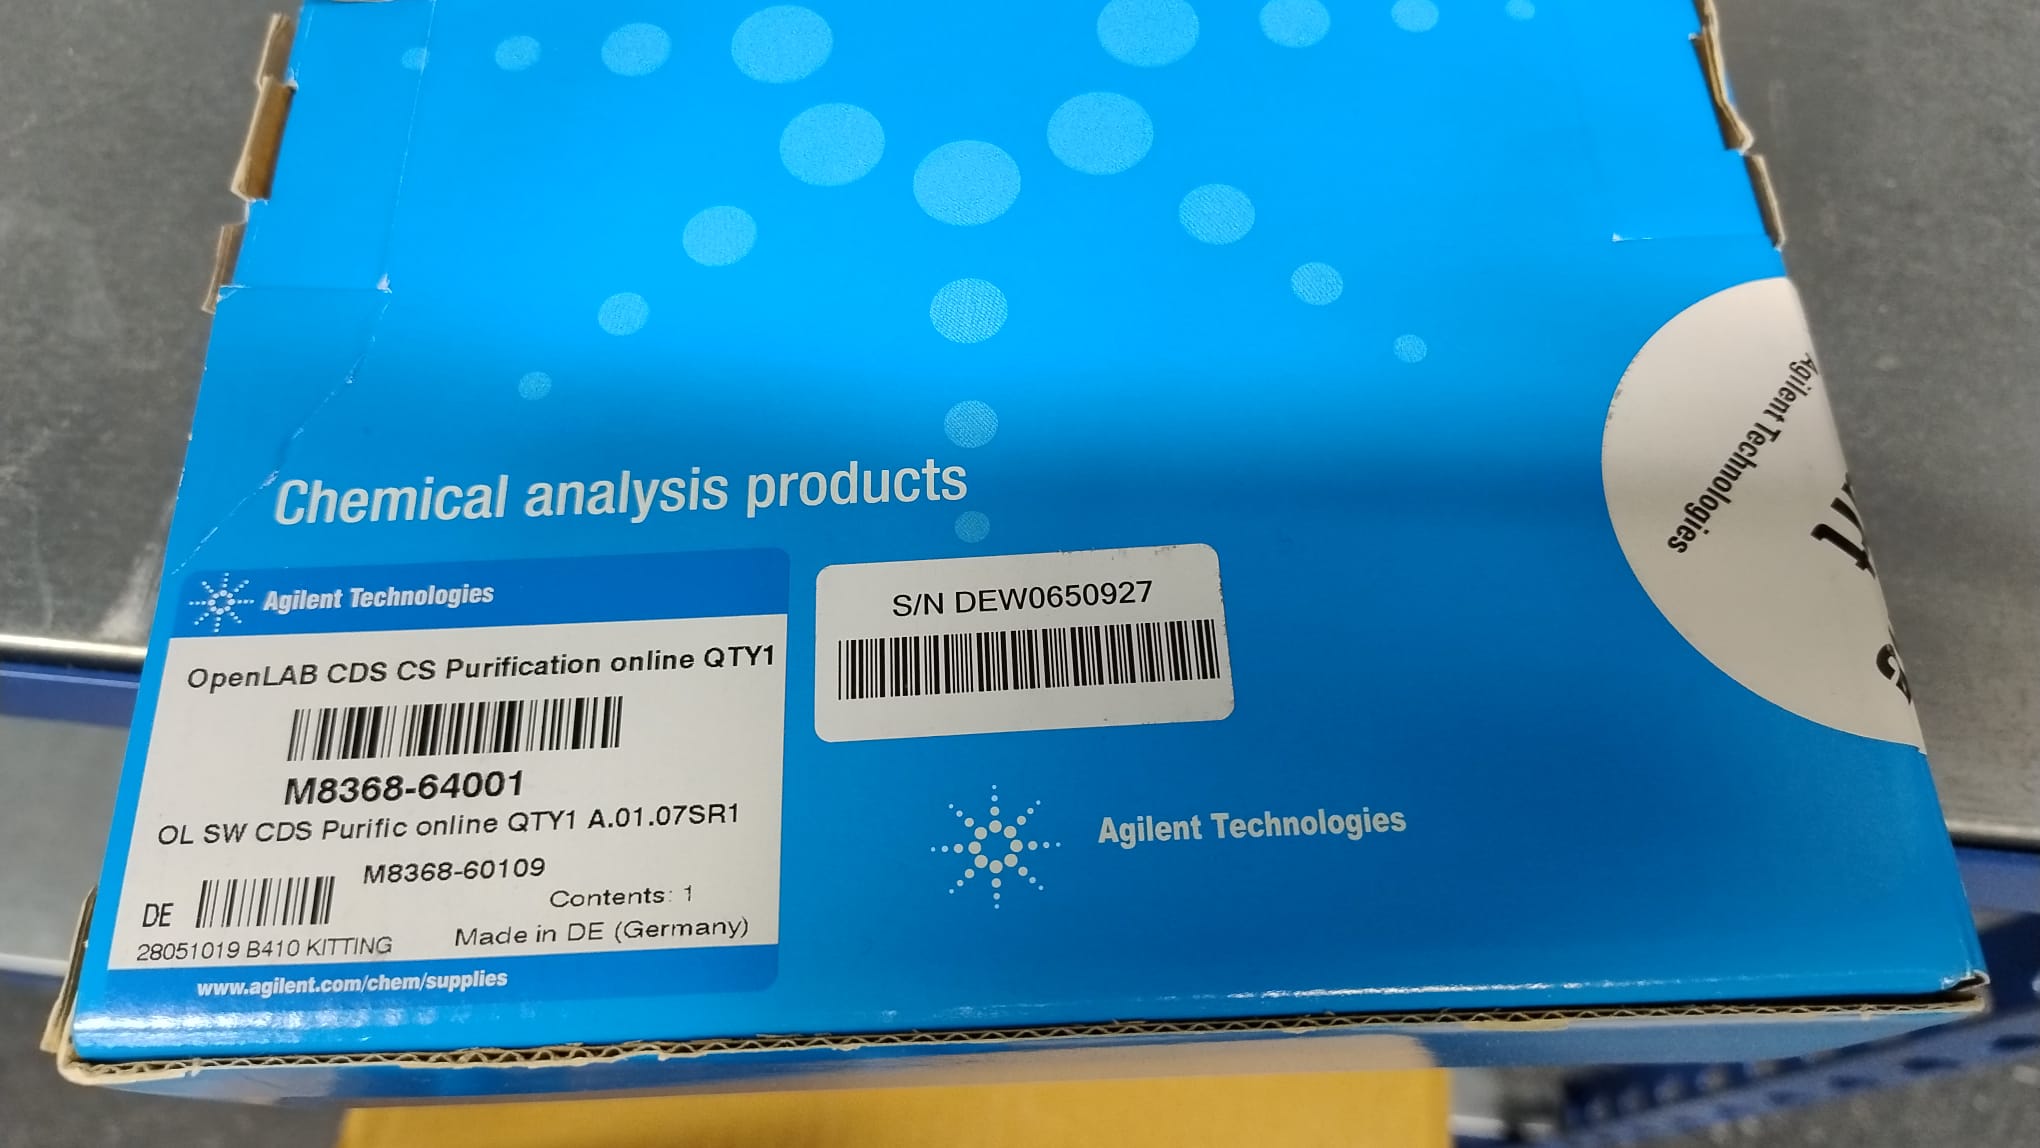 Chemical analysis products
Agilent Technologies
OpenLAB CDS CS Purification online QTY1
M8368-64001
OL SW CDS Purific online QTY1 A.01.07SR1
M8368-60109
DE
Contents: 1
28051019 B410 KITTING
Made in DE (Germany)
www.agilent.com/chem/supplies
S/N DEW0650927
Agilent Technologies
Agilent Technologies